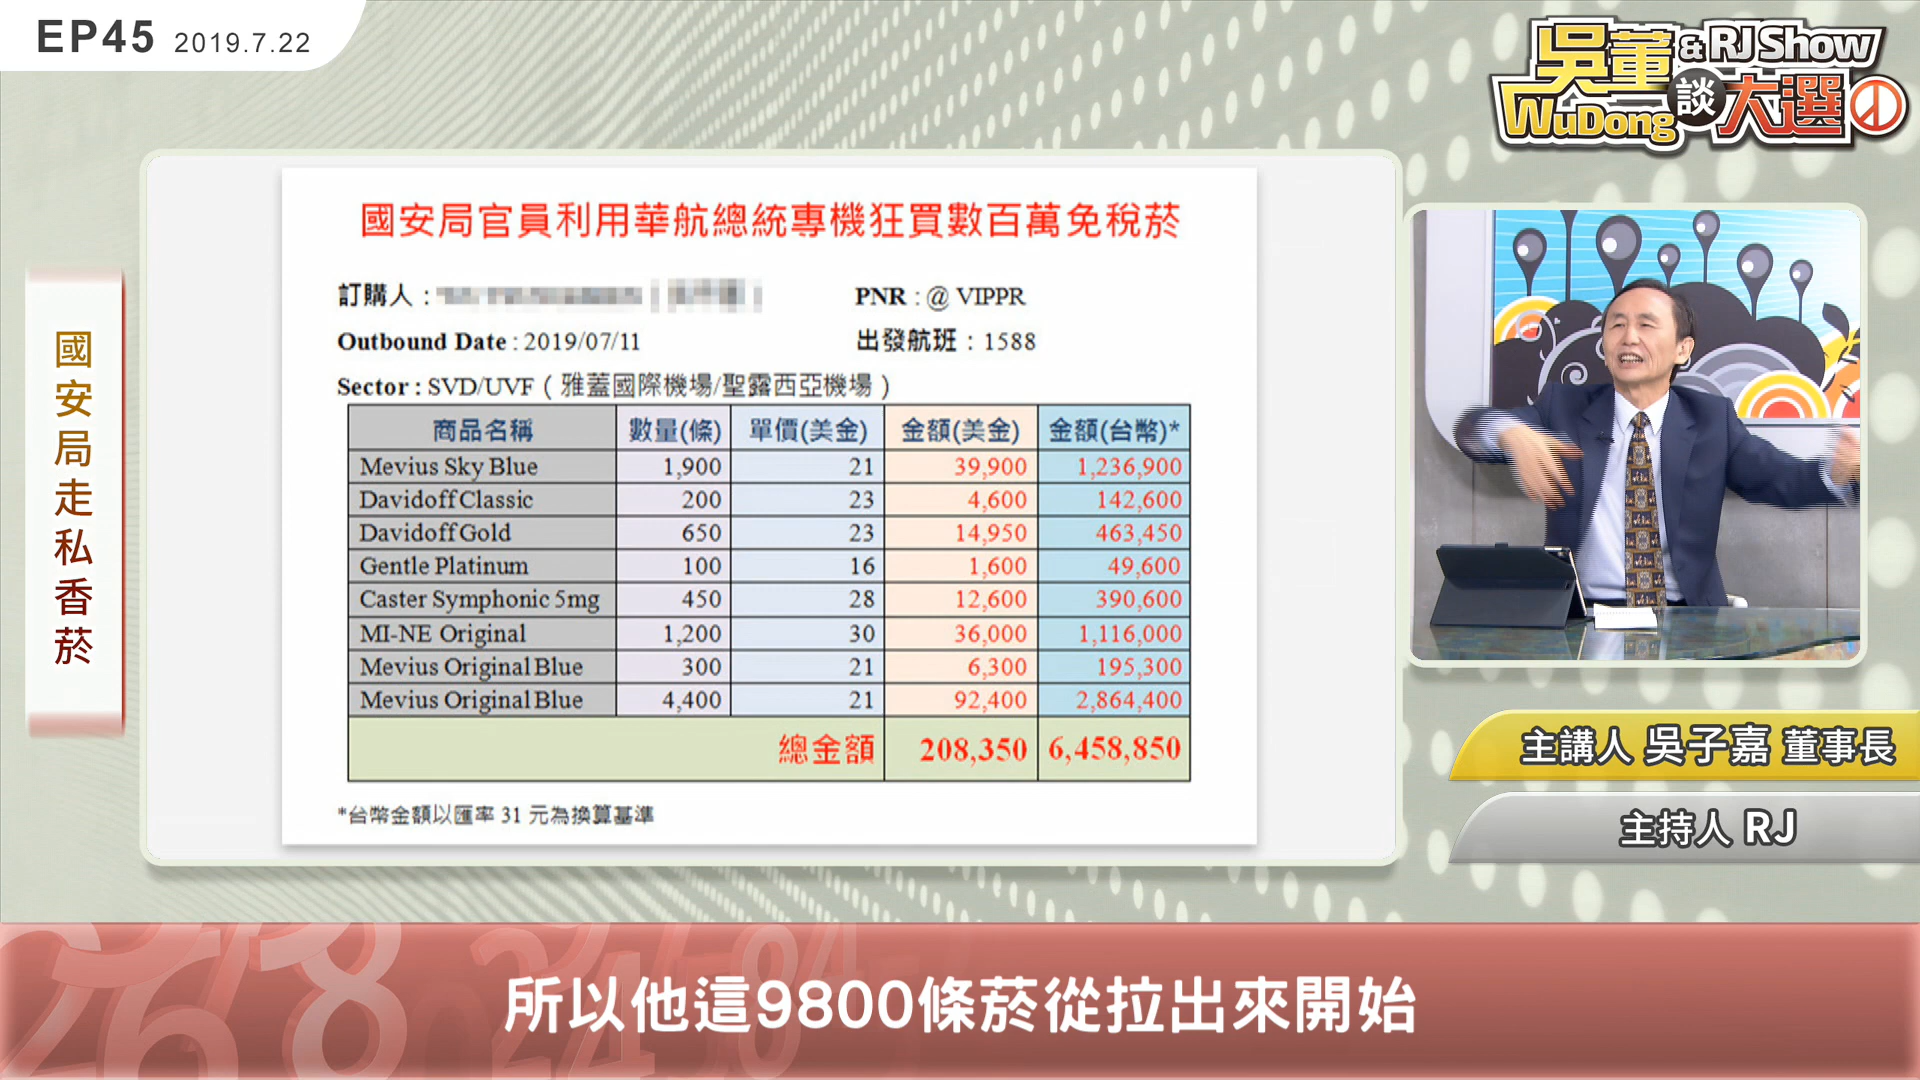 EP45 2019.7.22
吳董 & RJ Show
WuDong 談 大選
國安局走私香菸
國安局官員利用華航總統專機狂買數百萬免稅菸
訂購人：
PNR : @ VIPPR
Outbound Date : 2019/07/11
出發航班：1588
Sector : SVD/UVF（雅蓋國際機場/聖露西亞機場）
商品名稱 數量(條) 單價(美金) 金額(美金) 金額(台幣)*
Mevius Sky Blue 1,900 21 39,900 1,236,900
Davidoff Classic 200 23 4,600 142,600
Davidoff Gold 650 23 14,950 463,450
Gentle Platinum 100 16 1,600 49,600
Caster Symphonic 5mg 450 28 12,600 390,600
MI-NE Original 1,200 30 36,000 1,116,000
Mevius Original Blue 300 21 6,300 195,300
Mevius Original Blue 4,400 21 92,400 2,864,400
總金額 208,350 6,458,850
*台幣金額以匯率 31 元為換算基準
主講人 吳子嘉 董事長
主持人 RJ
所以他這9800條菸從拉出來開始